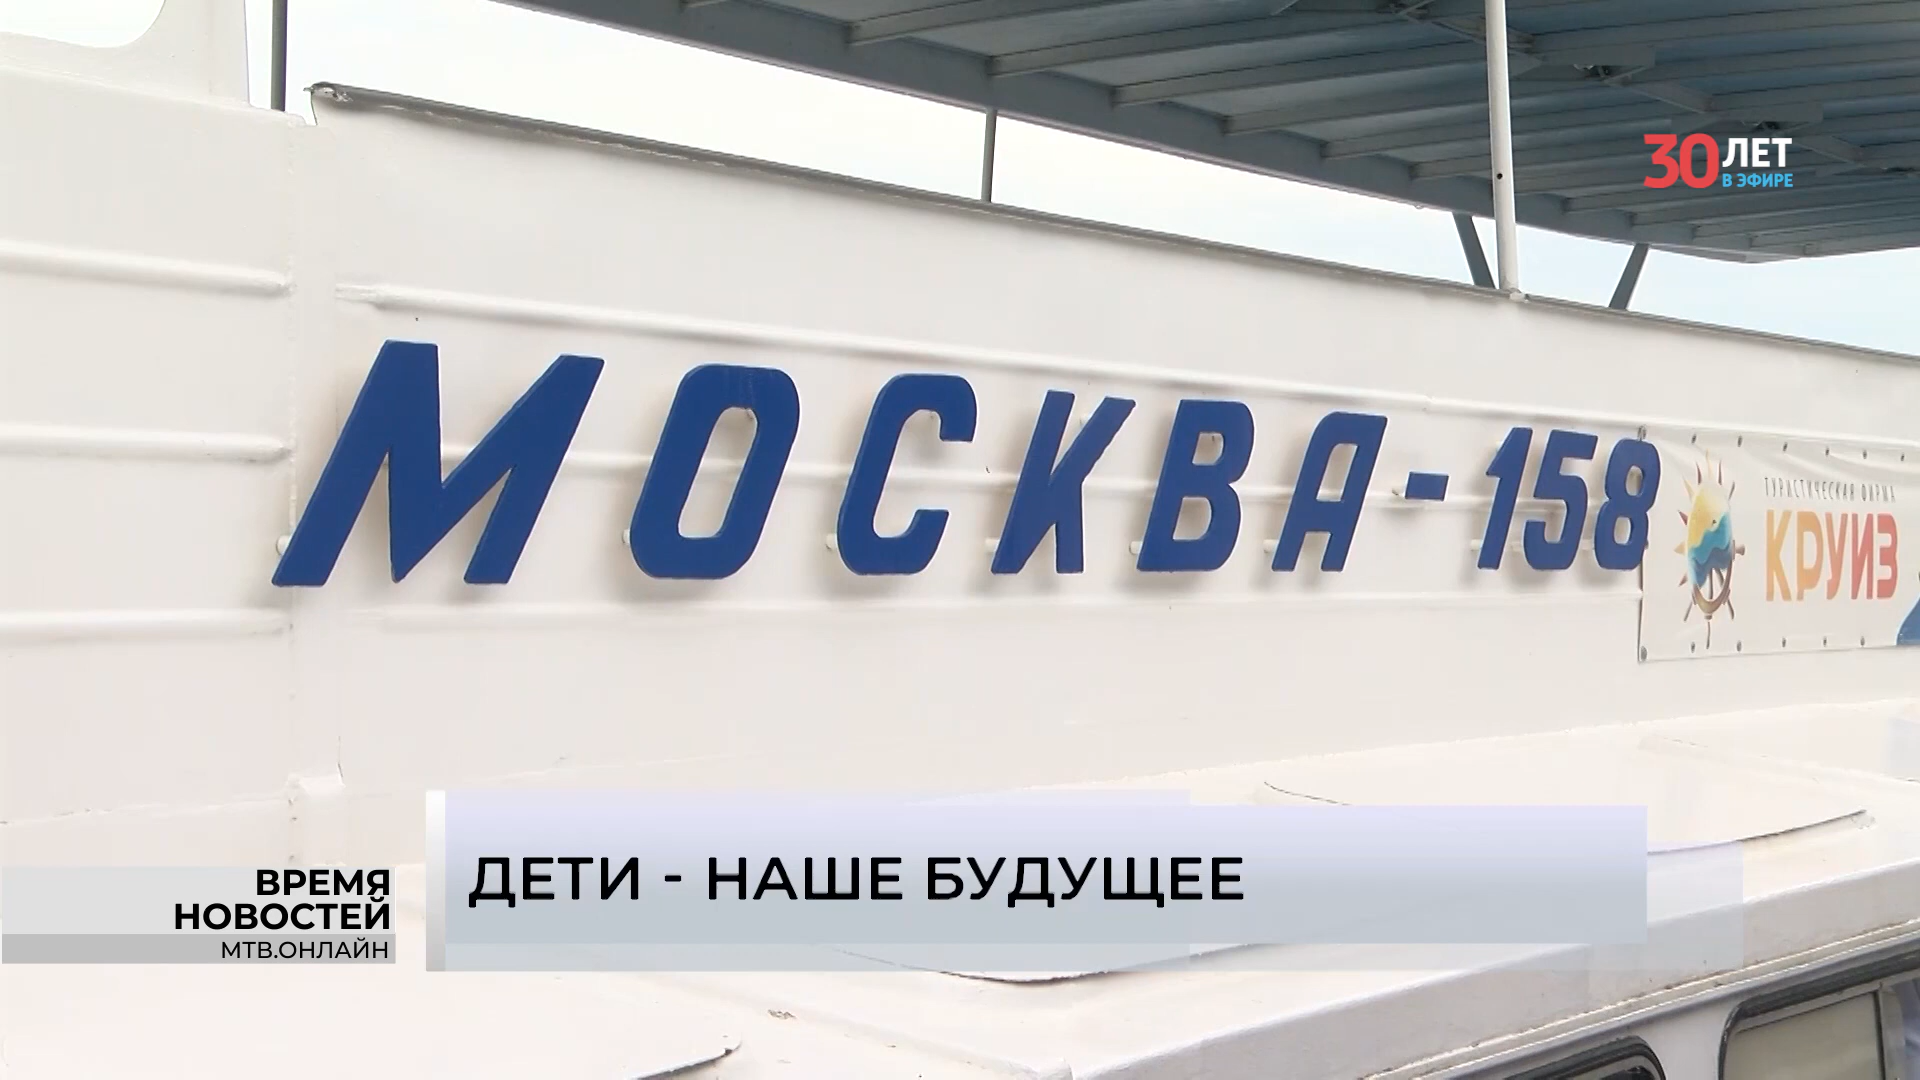 30 ЛЕТ
В ЭФИРЕ
МОСКВА-158
ТУРИСТИЧЕСКАЯ ФИРМА
КРУИЗ
ДЕТИ - НАШЕ БУДУЩЕЕ
ВРЕМЯ
НОВОСТЕЙ
МТВ.ОНЛАЙН